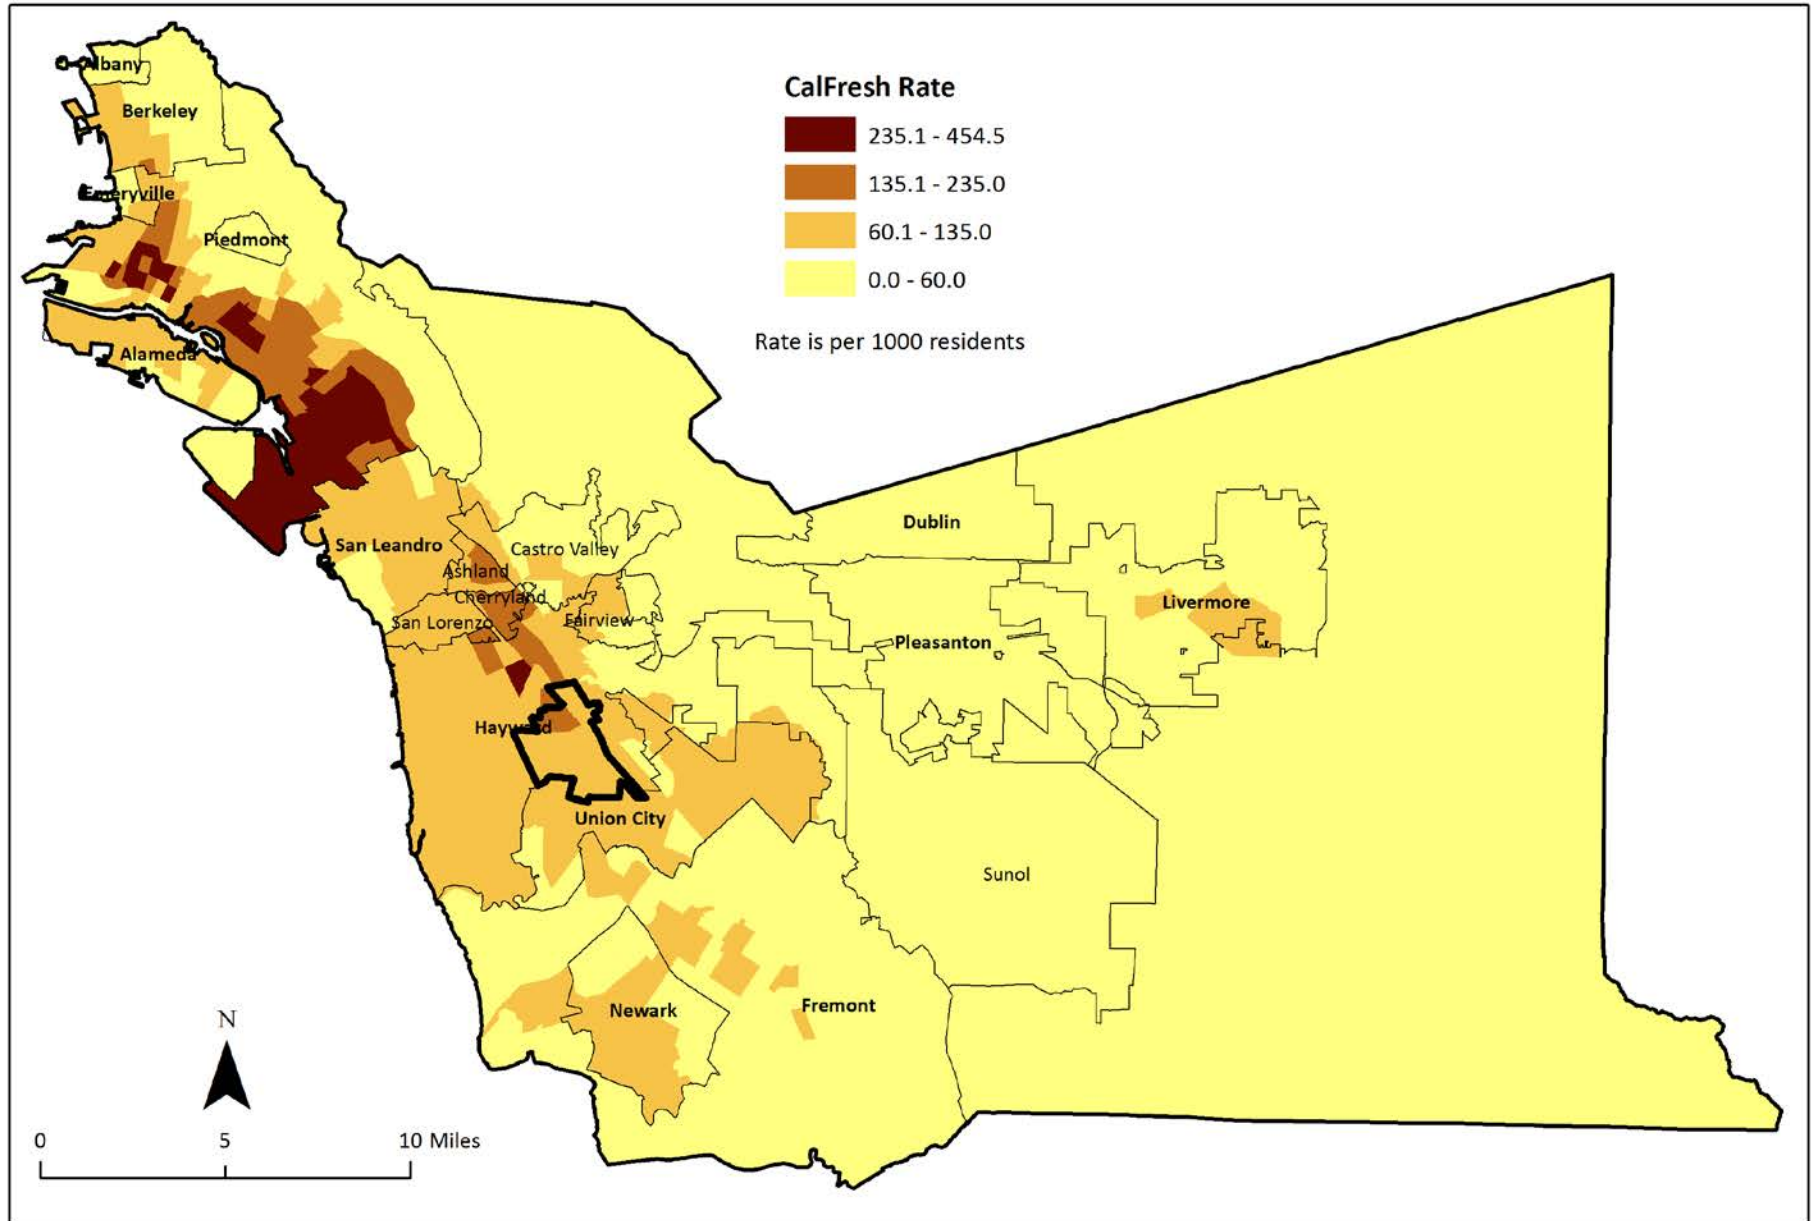 Albany
Berkeley
Emeryville
Piedmont
Alameda
CalFresh Rate
235.1 - 454.5
135.1 - 235.0
60.1 - 135.0
0.0 - 60.0
Rate is per 1000 residents
San Leandro
Castro Valley
Ashland
Cherryland
San Lorenzo
Fairview
Dublin
Livermore
Pleasanton
Hayward
Union City
Sunol
Newark
Fremont
N
0 5 10 Miles